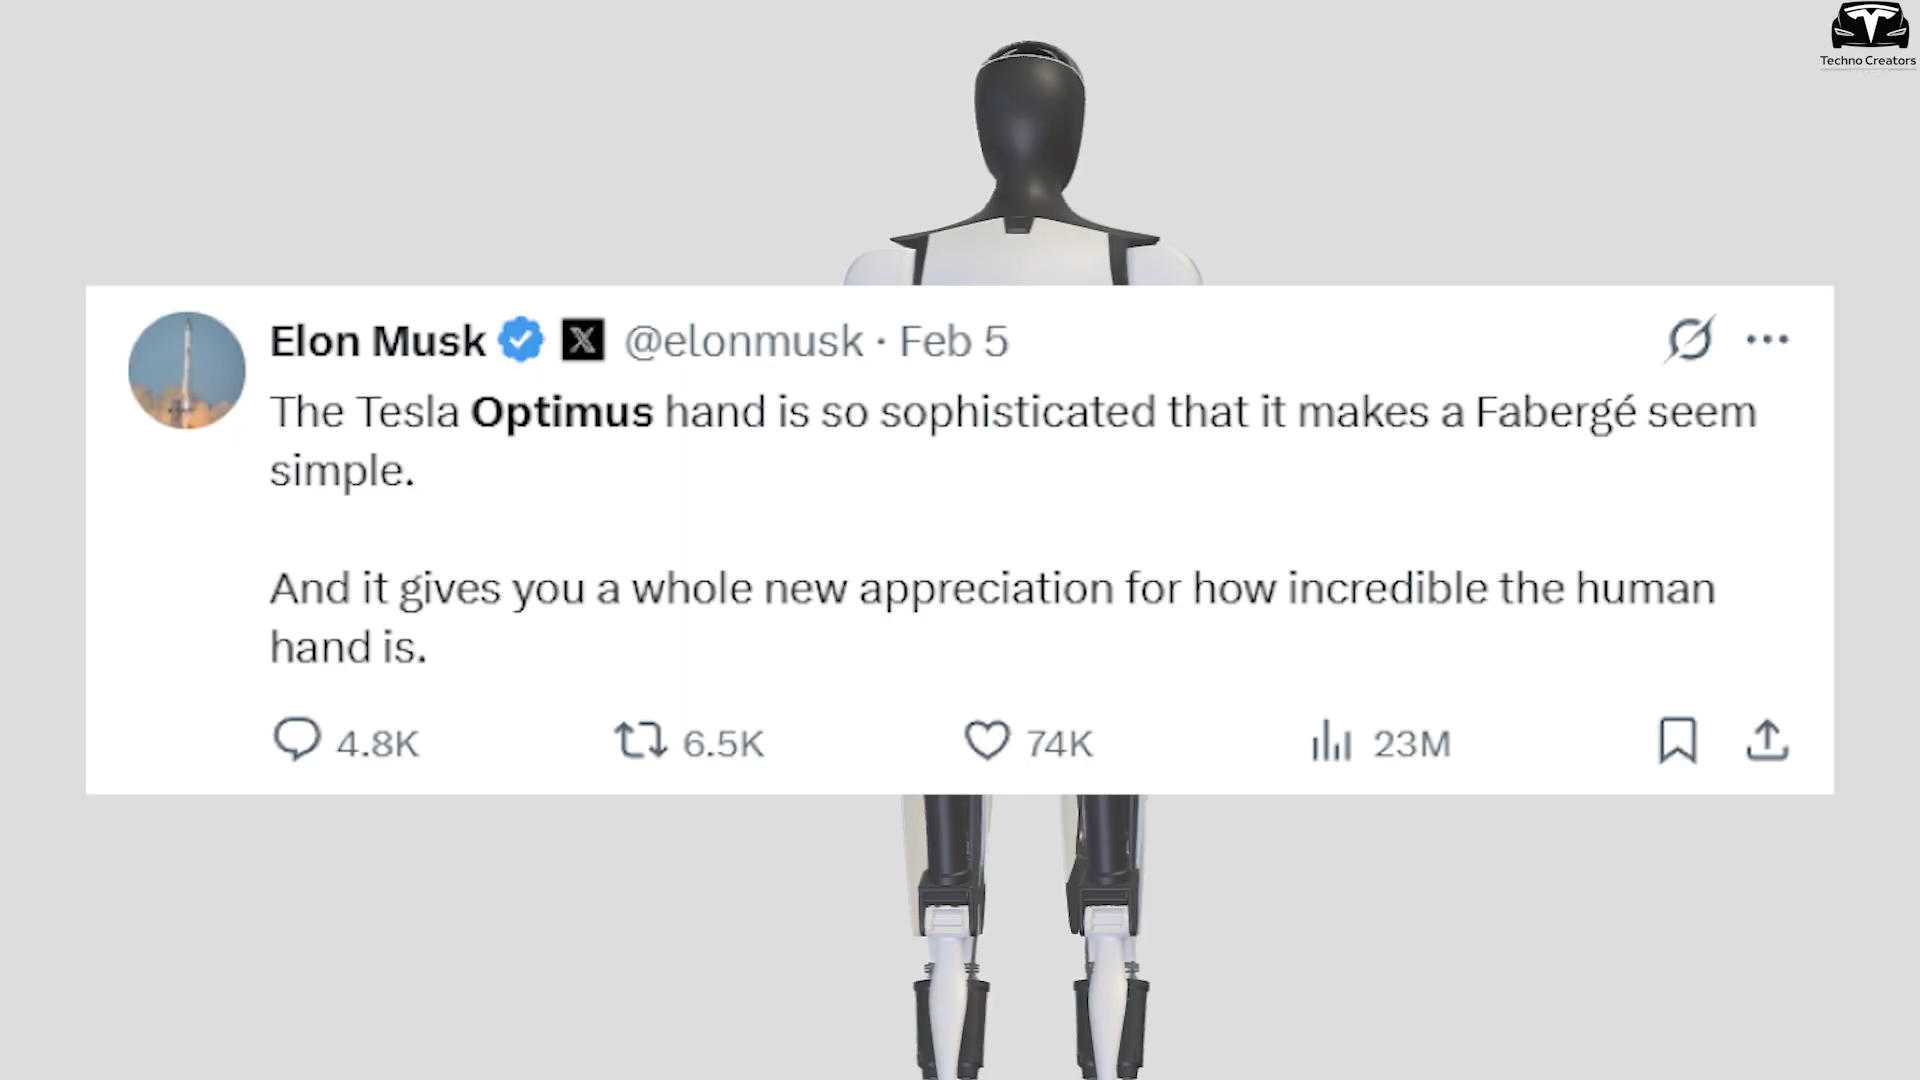 Techno Creators
Elon Musk @elonmusk · Feb 5
The Tesla Optimus hand is so sophisticated that it makes a Fabergé seem
simple.
And it gives you a whole new appreciation for how incredible the human
hand is.
4.8K 6.5K 74K 23M